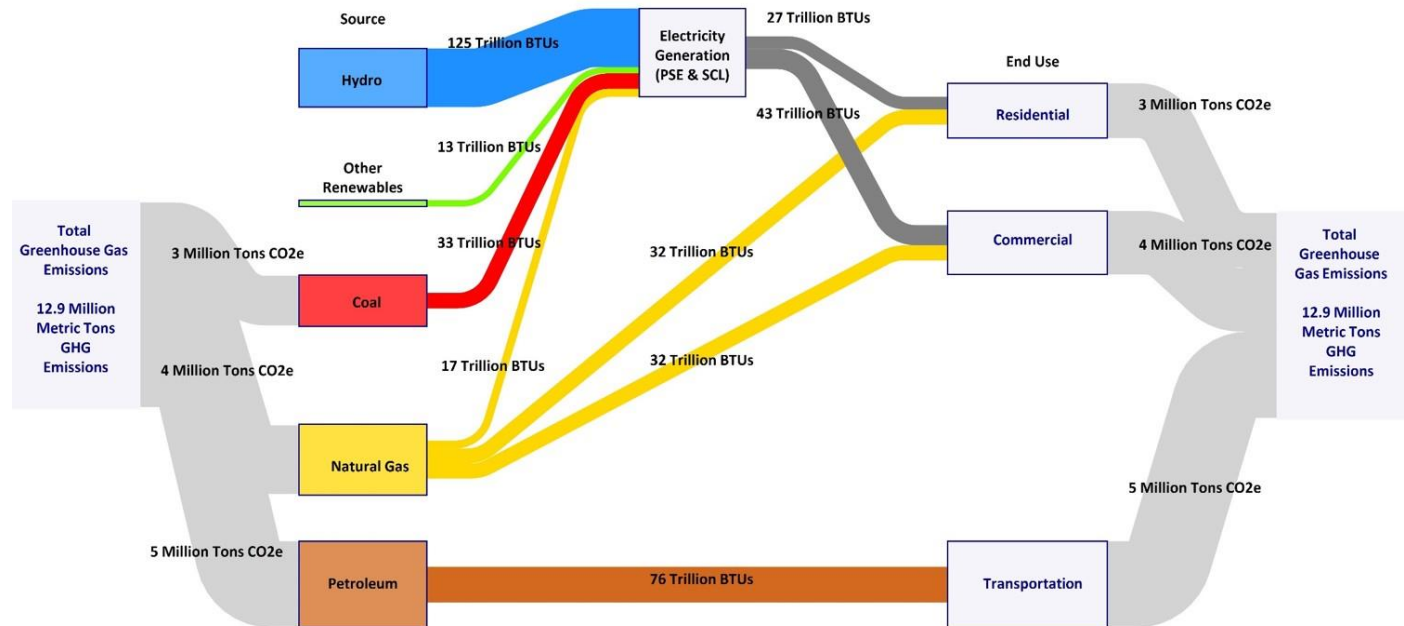 Source
27 Trillion BTUs
125 Trillion BTUs
Electricity
Generation
(PSE & SCL)
End Use
Hydro
43 Trillion BTUs
Residential
3 Million Tons CO2e
13 Trillion BTUs
Other
Renewables
Total
Greenhouse Gas
Emissions
12.9 Million
Metric Tons
GHG
Emissions
3 Million Tons CO2e
33 Trillion BTUs
32 Trillion BTUs
Commercial
4 Million Tons CO2e
Total
Greenhouse
Gas Emissions
12.9 Million
Metric Tons
GHG
Emissions
Coal
4 Million Tons CO2e
17 Trillion BTUs
32 Trillion BTUs
Natural Gas
5 Million Tons CO2e
5 Million Tons CO2e
Petroleum
76 Trillion BTUs
Transportation